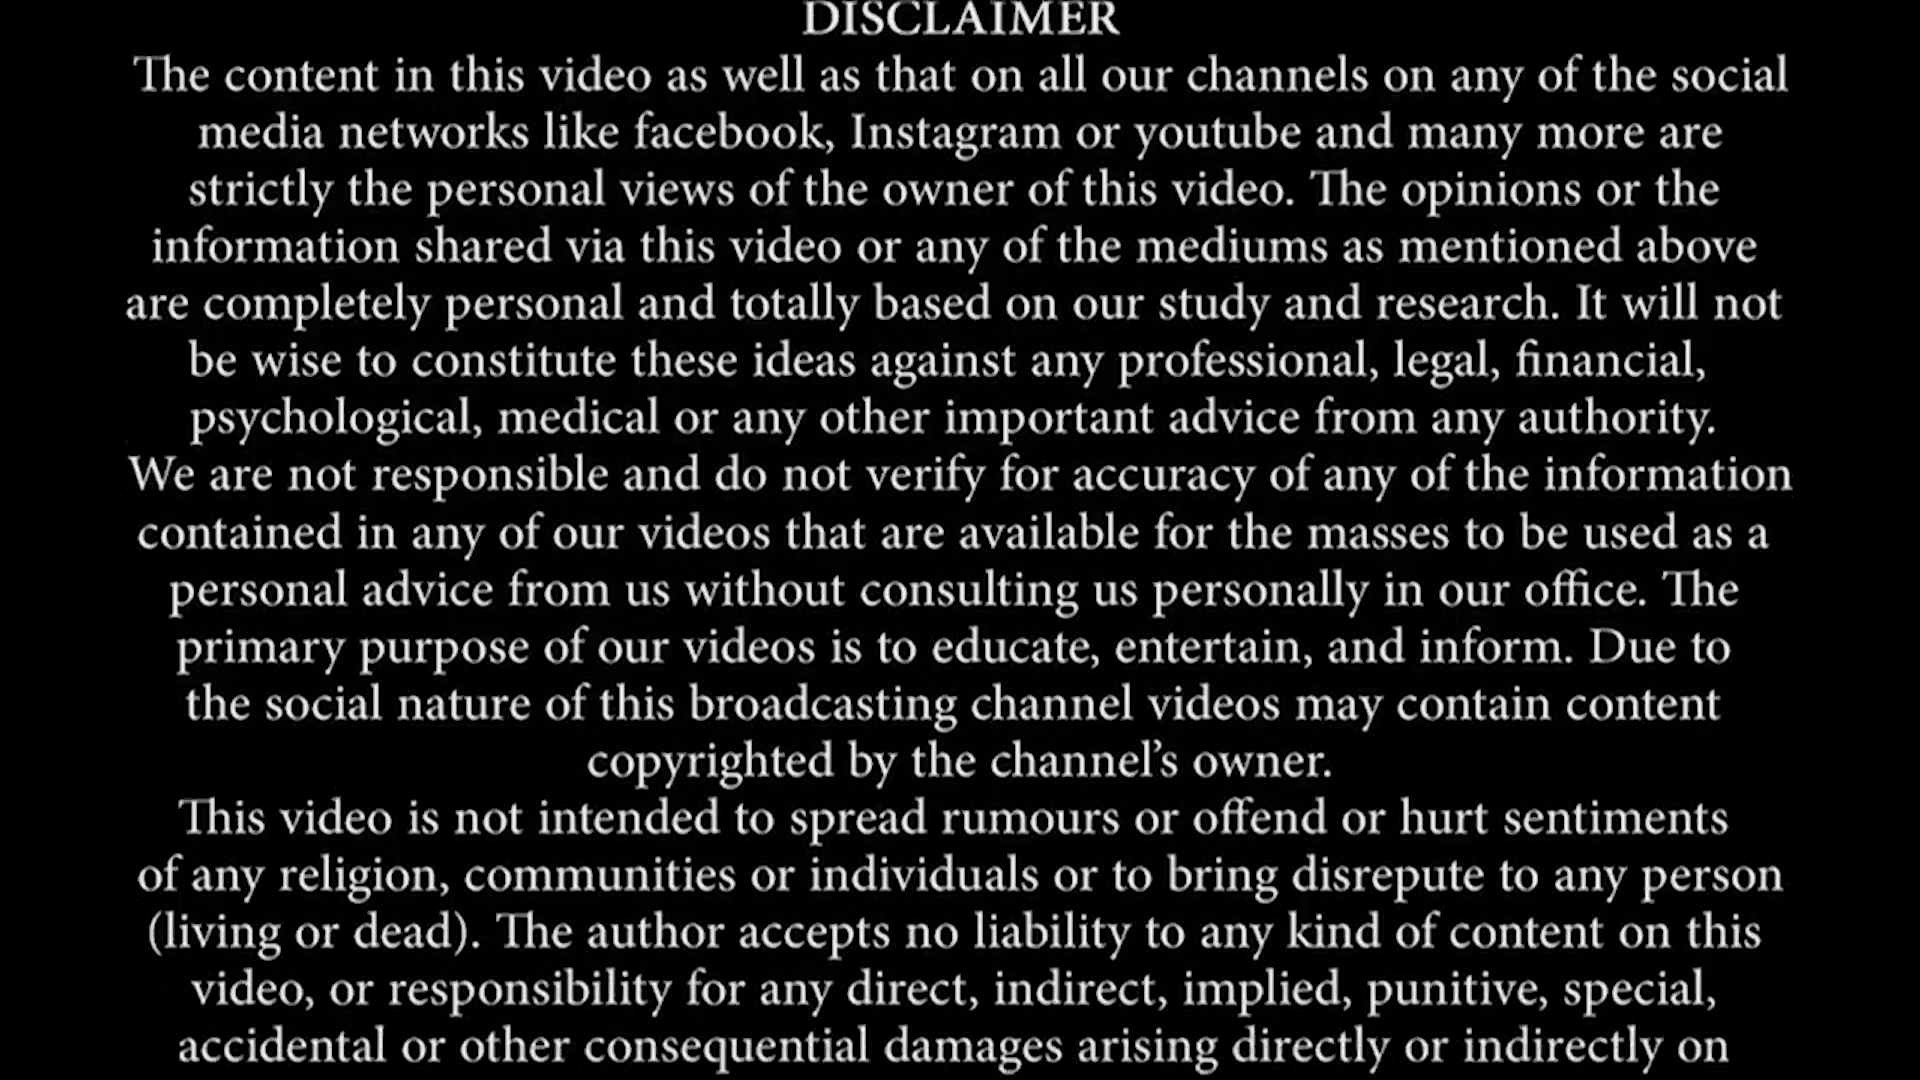 DISCLAIMER
The content in this video as well as that on all our channels on any of the social
media networks like facebook, Instagram or youtube and many more are
strictly the personal views of the owner of this video. The opinions or the
information shared via this video or any of the mediums as mentioned above
are completely personal and totally based on our study and research. It will not
be wise to constitute these ideas against any professional, legal, financial,
psychological, medical or any other important advice from any authority.
We are not responsible and do not verify for accuracy of any of the information
contained in any of our videos that are available for the masses to be used as a
personal advice from us without consulting us personally in our office. The
primary purpose of our videos is to educate, entertain, and inform. Due to
the social nature of this broadcasting channel videos may contain content
copyrighted by the channel’s owner.
This video is not intended to spread rumours or offend or hurt sentiments
of any religion, communities or individuals or to bring disrepute to any person
(living or dead). The author accepts no liability to any kind of content on this
video, or responsibility for any direct, indirect, implied, punitive, special,
accidental or other consequential damages arising directly or indirectly on